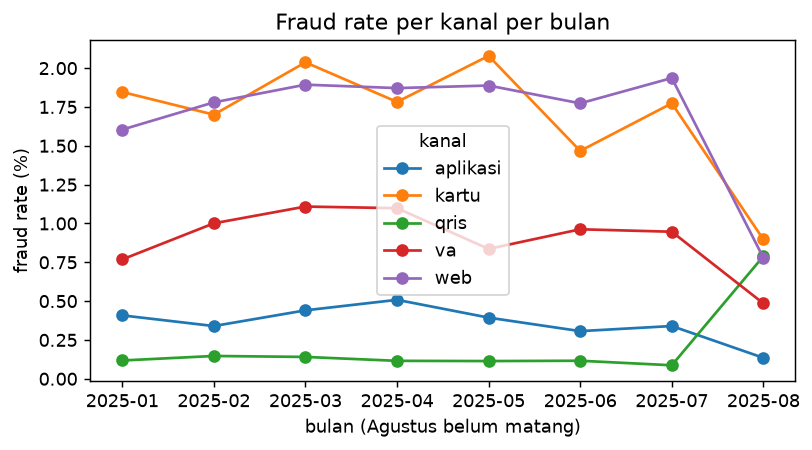 Fraud rate per kanal per bulan
fraud rate (%)
2.00
1.75
1.50
1.25
1.00
0.75
0.50
0.25
0.00
kanal
aplikasi
kartu
qris
va
web
2025-01 2025-02 2025-03 2025-04 2025-05 2025-06 2025-07 2025-08
bulan (Agustus belum matang)